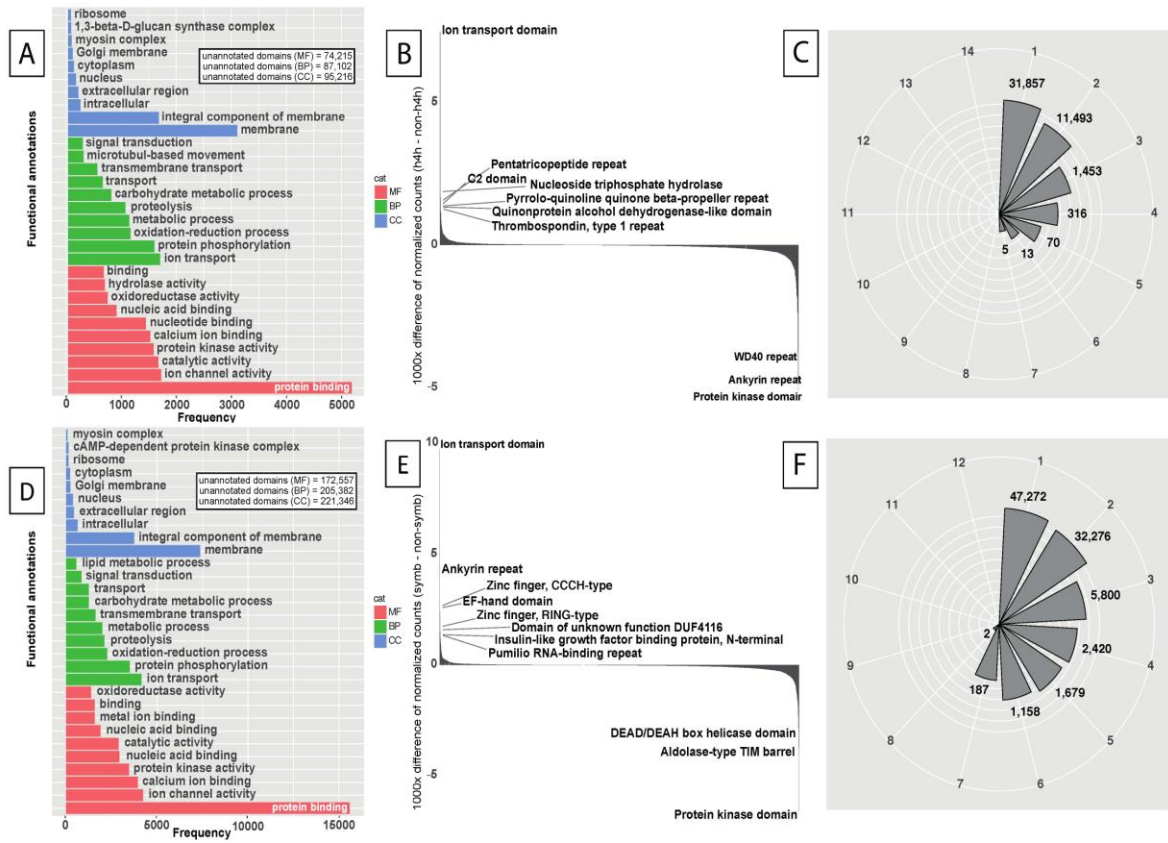 A
Functional annotations
ribosome
1,3-beta-D-glucan synthase complex
myosin complex
Golgi membrane
cytoplasm
nucleus
extracellular region
intracellular
integral component of membrane
membrane
signal transduction
microtubul-based movement
transmembrane transport
transport
carbohydrate metabolic process
proteolysis
metabolic process
oxidation-reduction process
protein phosphorylation
ion transport
binding
hydrolase activity
oxidoreductase activity
nucleic acid binding
nucleotide binding
calcium ion binding
protein kinase activity
catalytic activity
ion channel activity
protein binding
unannotated domains (MF) = 74,215
unannotated domains (BP) = 87,102
unannotated domains (CC) = 95,216
cat
MF
BP
CC
0 1000 2000 3000 4000 5000
Frequency
B
1000x difference of normalized counts (h4h - non-h4h)
Ion transport domain
5
Pentatricopeptide repeat
C2 domain
Nucleoside triphosphate hydrolase
Pyrrolo-quinoline quinone beta-propeller repeat
Quinonprotein alcohol dehydrogenase-like domain
Thrombospondin, type 1 repeat
0
WD40 repeat
Ankyrin repeat
-5
Protein kinase domain
C
14 1
13 2
31,857
11,493
12 3
1,453
11 316 4
70
13
5
10 5
9 6
8 7
D
Functional annotations
myosin complex
cAMP-dependent protein kinase complex
ribosome
cytoplasm
Golgi membrane
nucleus
extracellular region
intracellular
integral component of membrane
membrane
lipid metabolic process
signal transduction
transport
carbohydrate metabolic process
transmembrane transport
metabolic process
proteolysis
oxidation-reduction process
protein phosphorylation
ion transport
oxidoreductase activity
binding
metal ion binding
nucleic acid binding
catalytic activity
nucleic acid binding
protein kinase activity
calcium ion binding
ion channel activity
protein binding
unannotated domains (MF) = 172,557
unannotated domains (BP) = 205,382
unannotated domains (CC) = 221,346
cat
MF
BP
CC
0 5000 10000 15000
Frequency
E
1000x difference of normalized counts (symb - non-symb)
10
Ion transport domain
5
Ankyrin repeat
Zinc finger, CCCH-type
EF-hand domain
Zinc finger, RING-type
Domain of unknown function DUF4116
Insulin-like growth factor binding protein, N-terminal
Pumilio RNA-binding repeat
0
DEAD/DEAH box helicase domain
Aldolase-type TIM barrel
-5
Protein kinase domain
F
12 1
11 2
47,272
32,276
10 3
5,800
2
9 2,420 4
1,679
187
1,158
8 5
7 6